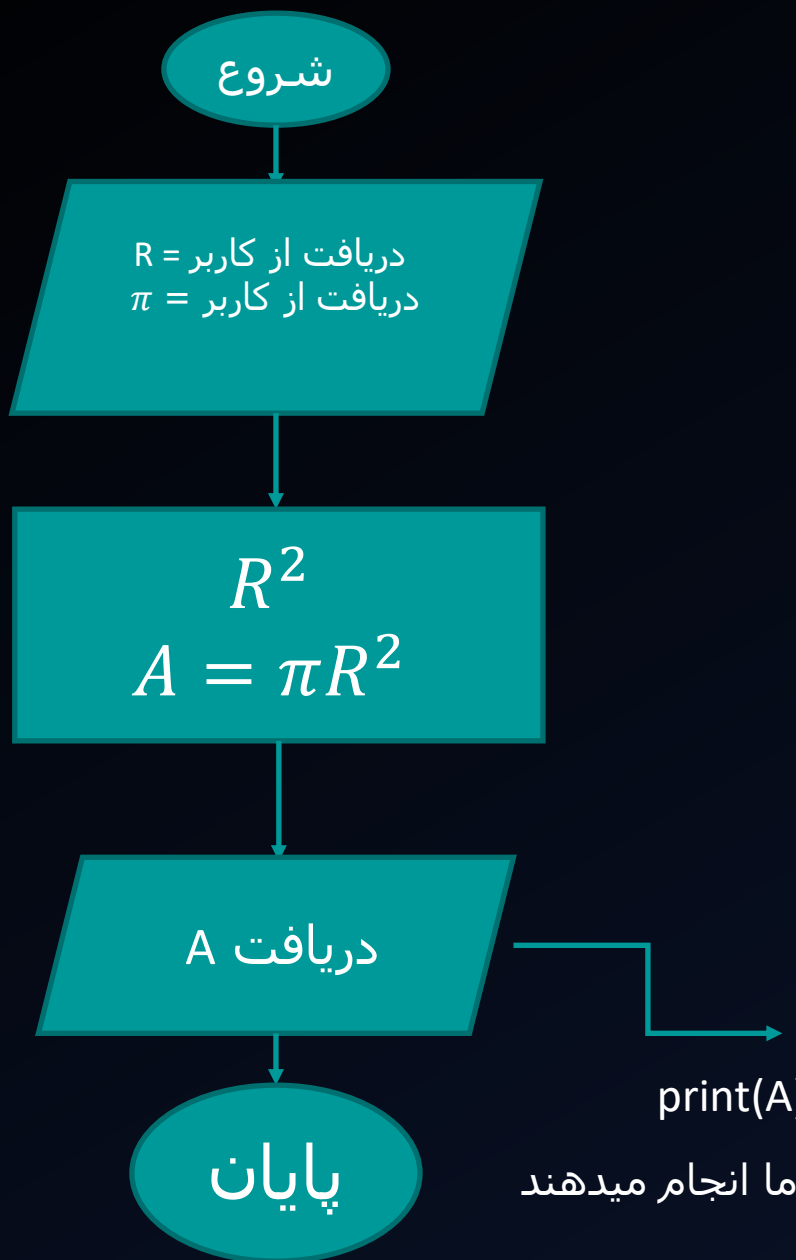 شروع
R = دریافت از کاربر
π = دریافت از کاربر
R²
A = πR²
دریافت A
print(A)
ما انجام میدهند
پایان